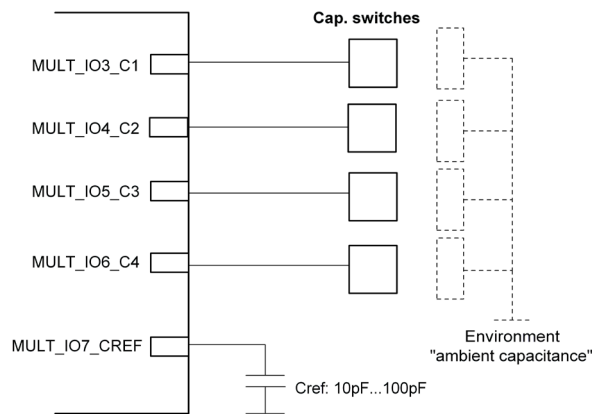 Cap. switches
MULT_IO3_C1
MULT_IO4_C2
MULT_IO5_C3
MULT_IO6_C4
MULT_IO7_CREF
Environment
"ambient capacitance"
Cref: 10pF...100pF